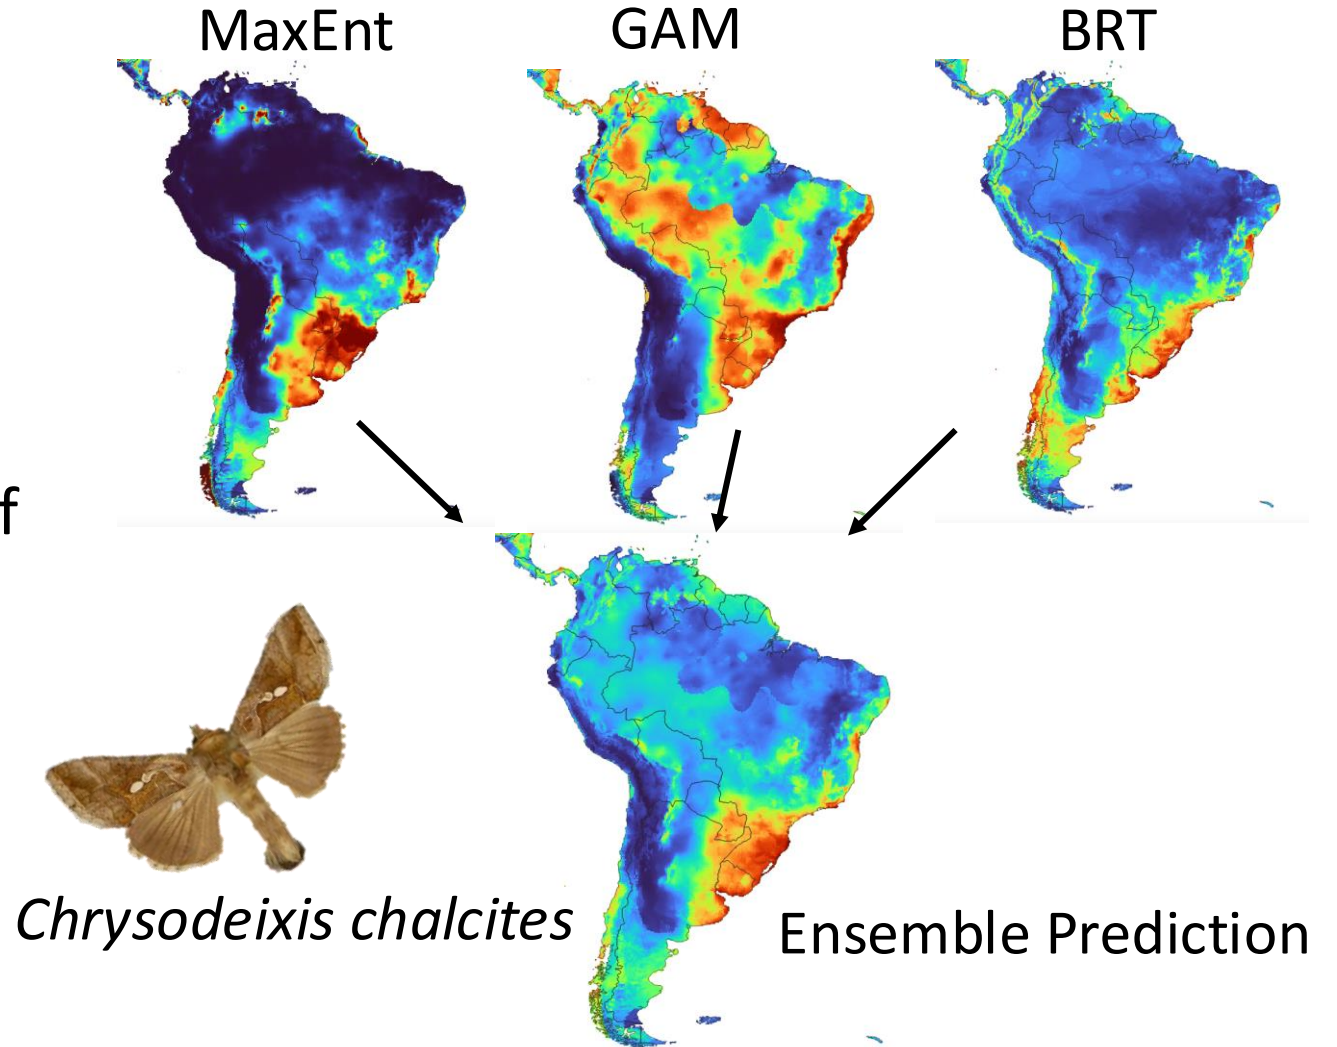 MaxEnt
GAM
BRT
f
Chrysodeixis chalcites
Ensemble Prediction